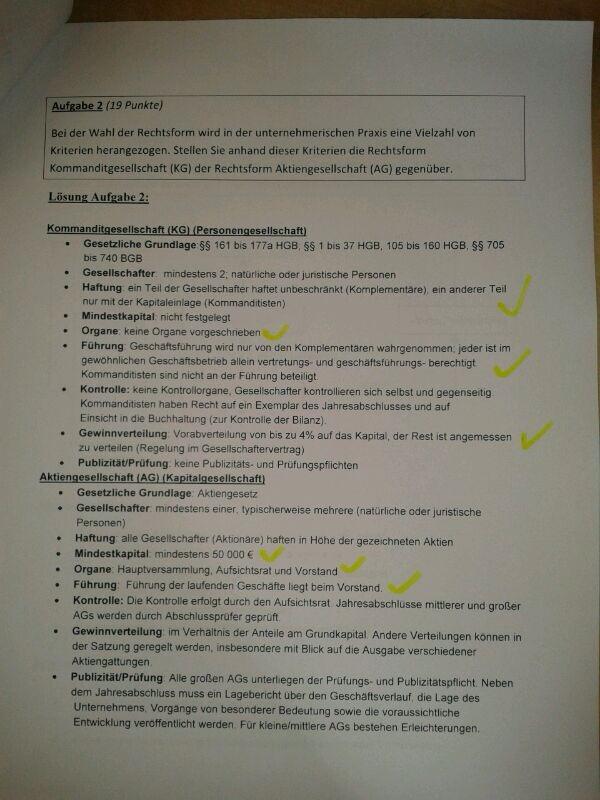 Aufgabe 2 (19 Punkte)
Bei der Wahl der Rechtsform wird in der unternehmerischen Praxis eine Vielzahl von
Kriterien herangezogen. Stellen Sie anhand dieser Kriterien die Rechtsform
Kommanditgesellschaft (KG) der Rechtsform Aktiengesellschaft (AG) gegenüber.
Lösung Aufgabe 2:
Kommanditgesellschaft (KG) (Personengesellschaft)
• Gesetzliche Grundlage: §§ 161 bis 177a HGB, §§ 1 bis 37 HGB, 105 bis 160 HGB, §§ 705
bis 740 BGB
• Gesellschafter: mindestens 2; natürliche oder juristische Personen
• Haftung: ein Teil der Gesellschafter haftet unbeschränkt (Komplementäre), ein anderer Teil
nur mit der Kapitaleinlage (Kommanditisten)
• Mindestkapital: nicht festgelegt
• Organe: keine Organe vorgeschrieben
• Führung: Geschäftsführung wird nur von den Komplementären wahrgenommen; jeder ist im
gewöhnlichen Geschäftsbetrieb allein vertretungs- und geschäftsführungs- berechtigt.
Kommanditisten sind nicht an der Führung beteiligt.
• Kontrolle: keine Kontrollorgane, Gesellschafter kontrollieren sich selbst und gegenseitig.
Kommanditisten haben Recht auf ein Exemplar des Jahresabschlusses und auf
Einsicht in die Buchhaltung (zur Kontrolle der Bilanz).
• Gewinnverteilung: Vorabverteilung von bis zu 4% auf das Kapital, der Rest ist angemessen
zu verteilen (Regelung im Gesellschaftervertrag)
• Publizität/Prüfung: keine Publizitäts- und Prüfungspflichten
Aktiengesellschaft (AG) (Kapitalgesellschaft)
• Gesetzliche Grundlage: Aktiengesetz
• Gesellschafter: mindestens einer, typischerweise mehrere (natürliche oder juristische
Personen)
• Haftung: alle Gesellschafter (Aktionäre) haften in Höhe der gezeichneten Aktien
• Mindestkapital: mindestens 50 000 €
• Organe: Hauptversammlung, Aufsichtsrat und Vorstand
• Führung: Führung der laufenden Geschäfte liegt beim Vorstand.
• Kontrolle: Die Kontrolle erfolgt durch den Aufsichtsrat. Jahresabschlüsse mittlerer und großer
AGs werden durch Abschlussprüfer geprüft.
• Gewinnverteilung: im Verhältnis der Anteile am Grundkapital. Andere Verteilungen können in
der Satzung geregelt werden, insbesondere mit Blick auf die Ausgabe verschiedener
Aktiengattungen.
• Publizität/Prüfung: Alle großen AGs unterliegen der Prüfungs- und Publizitätspflicht. Neben
dem Jahresabschluss muss ein Lagebericht über den Geschäftsverlauf, die Lage des
Unternehmens, Vorgänge von besonderer Bedeutung sowie die voraussichtliche
Entwicklung veröffentlicht werden. Für kleine/mittlere AGs bestehen Erleichterungen.